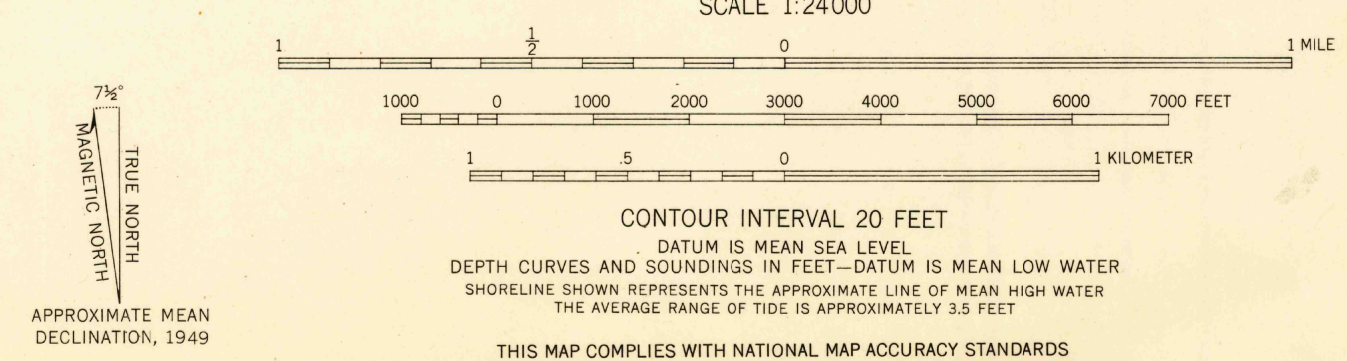 SCALE 1:24000
1 ½ 0 1 MILE
1000 0 1000 2000 3000 4000 5000 6000 7000 FEET
1 .5 0 1 KILOMETER
7½°
MAGNETIC NORTH
TRUE NORTH
APPROXIMATE MEAN
DECLINATION, 1949
CONTOUR INTERVAL 20 FEET
DATUM IS MEAN SEA LEVEL
DEPTH CURVES AND SOUNDINGS IN FEET—DATUM IS MEAN LOW WATER
SHORELINE SHOWN REPRESENTS THE APPROXIMATE LINE OF MEAN HIGH WATER
THE AVERAGE RANGE OF TIDE IS APPROXIMATELY 3.5 FEET
THIS MAP COMPLIES WITH NATIONAL MAP ACCURACY STANDARDS